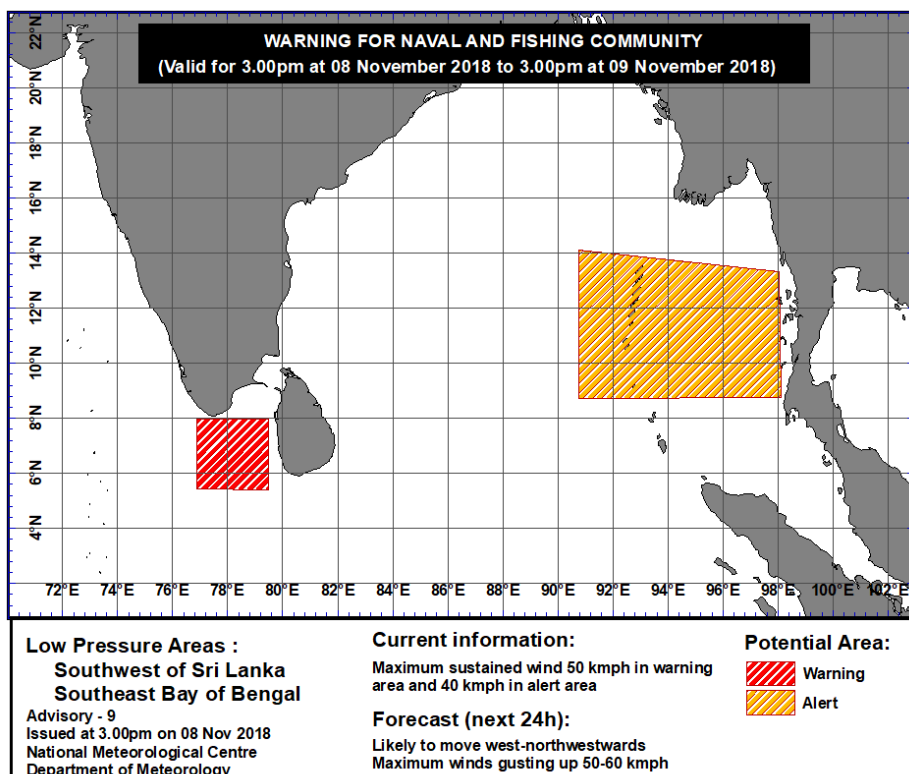 WARNING FOR NAVAL AND FISHING COMMUNITY
(Valid for 3.00pm at 08 November 2018 to 3.00pm at 09 November 2018)
22°N
20°N
18°N
16°N
14°N
12°N
10°N
8°N
6°N
4°N
72°E 74°E 76°E 78°E 80°E 82°E 84°E 86°E 88°E 90°E 92°E 94°E 96°E 98°E 100°E 102°E
Low Pressure Areas :
Southwest of Sri Lanka
Southeast Bay of Bengal
Advisory - 9
Issued at 3.00pm on 08 Nov 2018
National Meteorological Centre
Department of Meteorology
Current information:
Maximum sustained wind 50 kmph in warning
area and 40 kmph in alert area
Forecast (next 24h):
Likely to move west-northwestwards
Maximum winds gusting up 50-60 kmph
Potential Area:
Warning
Alert